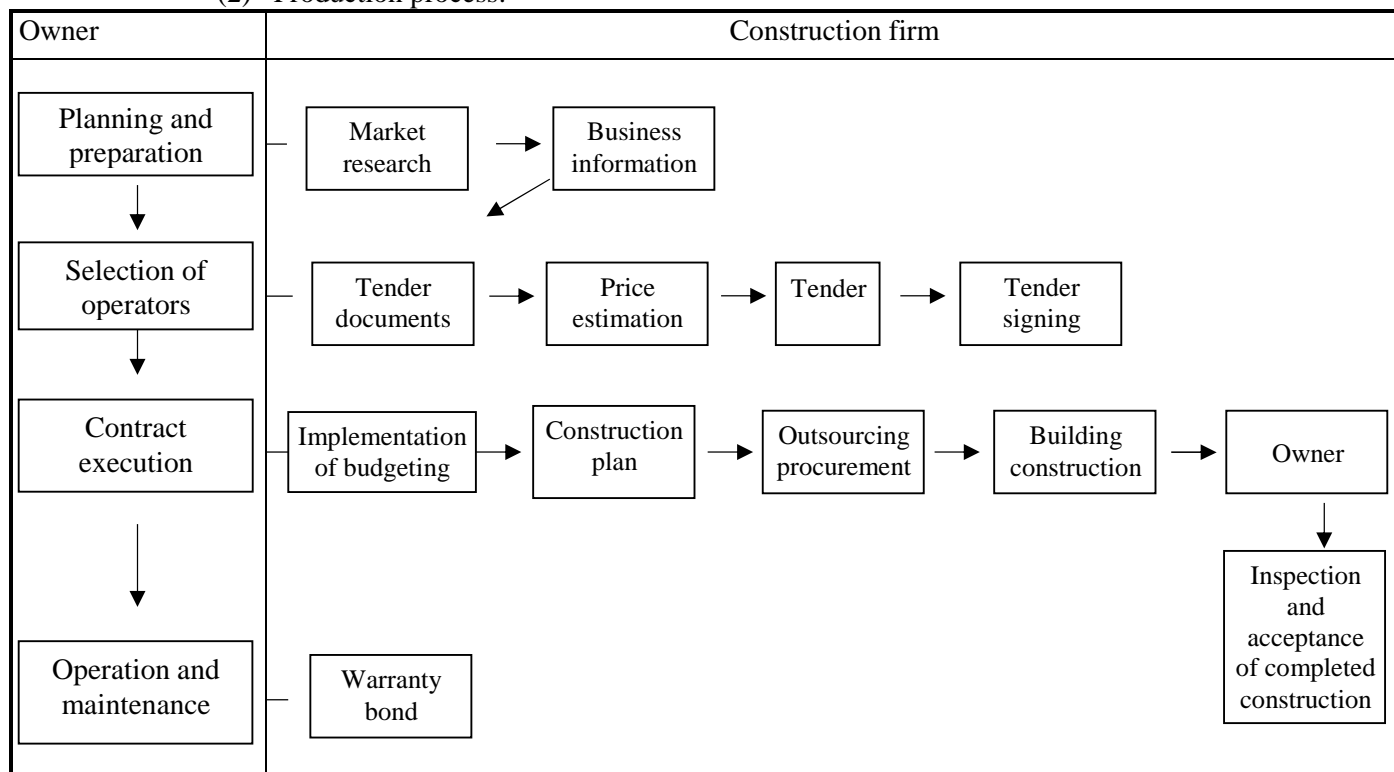 (2) Production process:
Owner
Construction firm
Planning and
preparation
Market
research
Business
information
Selection of
operators
Tender
documents
Price
estimation
Tender
Tender
signing
Contract
execution
Implementation
of budgeting
Construction
plan
Outsourcing
procurement
Building
construction
Owner
Inspection
and
acceptance
of completed
construction
Operation and
maintenance
Warranty
bond